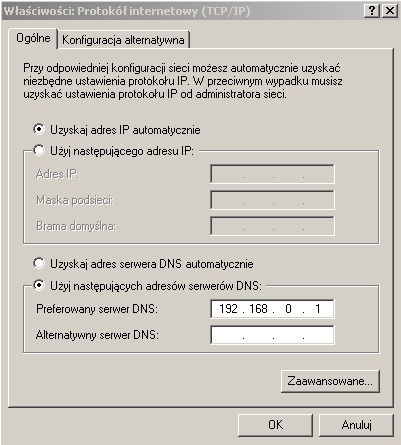 Właściwości: Protokół internetowy (TCP/IP)
Ogólne
Konfiguracja alternatywna
Przy odpowiedniej konfiguracji sieci możesz automatycznie uzyskać
niezbędne ustawienia protokołu IP. W przeciwnym wypadku musisz
uzyskać ustawienia protokołu IP od administratora sieci.
Uzyskaj adres IP automatycznie
Użyj następującego adresu IP:
Adres IP:
Maska podsieci:
Brama domyślna:
Uzyskaj adres serwera DNS automatycznie
Użyj następujących adresów serwerów DNS:
Preferowany serwer DNS: 192 . 168 . 0 . 1
Alternatywny serwer DNS: . . .
Zaawansowane...
OK Anuluj